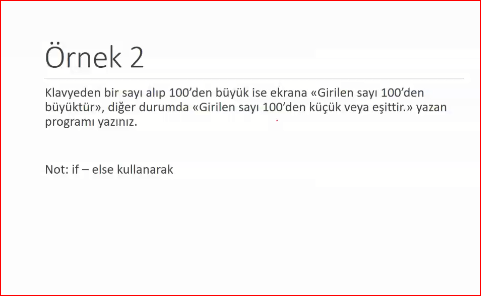 Örnek 2
Klavyeden bir sayı alıp 100’den büyük ise ekrana «Girilen sayı 100’den
büyüktür», diğer durumda «Girilen sayı 100’den küçük veya eşittir.» yazan
programı yazınız.
Not: if – else kullanarak